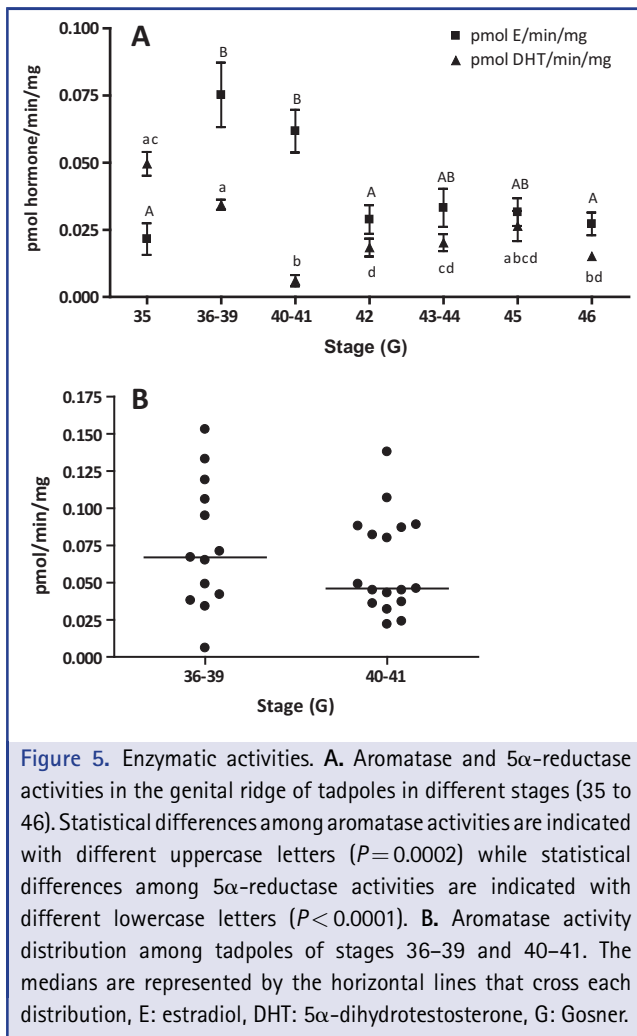 A
■ pmol E/min/mg
▲ pmol DHT/min/mg
pmol hormone/min/mg
0.100
0.075
0.050
0.025
0.000
ac
A
B
a
B
b
A
d
AB
cd
AB
abcd
A
bd
35 36-39 40-41 42 43-44 45 46
Stage (G)
B
pmol/min/mg
0.175
0.150
0.125
0.100
0.075
0.050
0.025
0.000
36-39 40-41
Stage (G)
Figure 5. Enzymatic activities. A. Aromatase and 5α-reductase
activities in the genital ridge of tadpoles in different stages (35 to
46). Statistical differences among aromatase activities are indicated
with different uppercase letters (P = 0.0002) while statistical
differences among 5α-reductase activities are indicated with
different lowercase letters (P < 0.0001). B. Aromatase activity
distribution among tadpoles of stages 36–39 and 40–41. The
medians are represented by the horizontal lines that cross each
distribution, E: estradiol, DHT: 5α-dihydrotestosterone, G: Gosner.